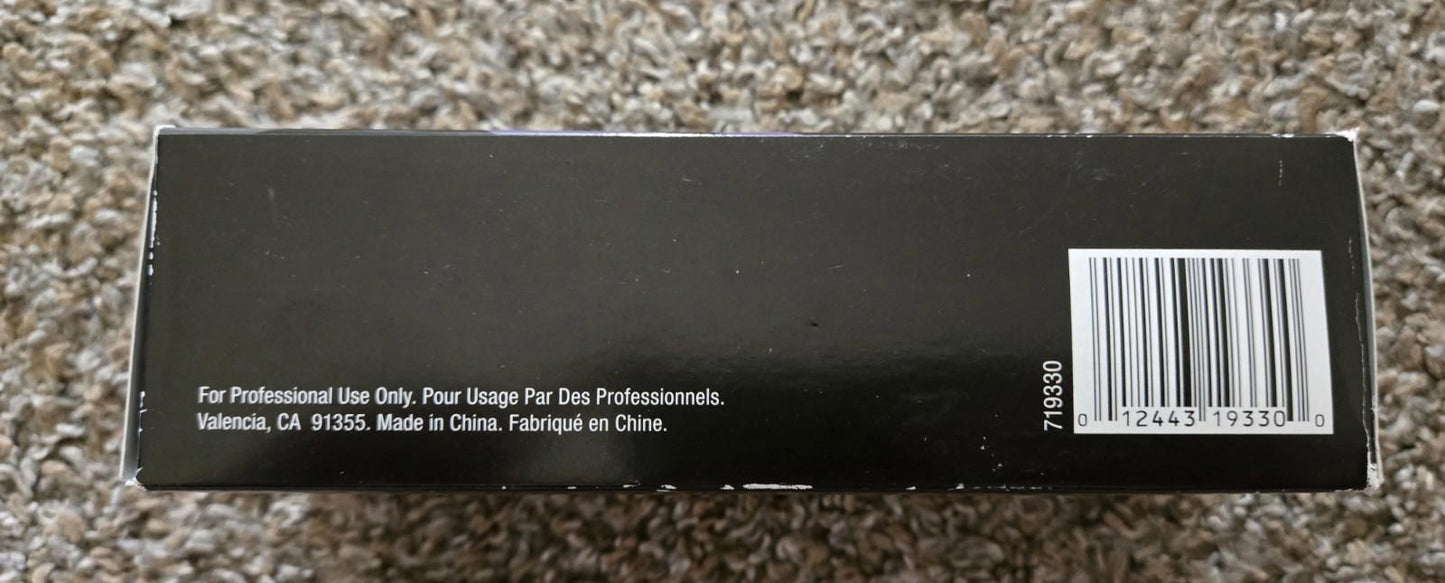 For Professional Use Only. Pour Usage Par Des Professionnels.
Valencia, CA 91355. Made in China. Fabriqué en Chine.
719330
0 12443 19330 0